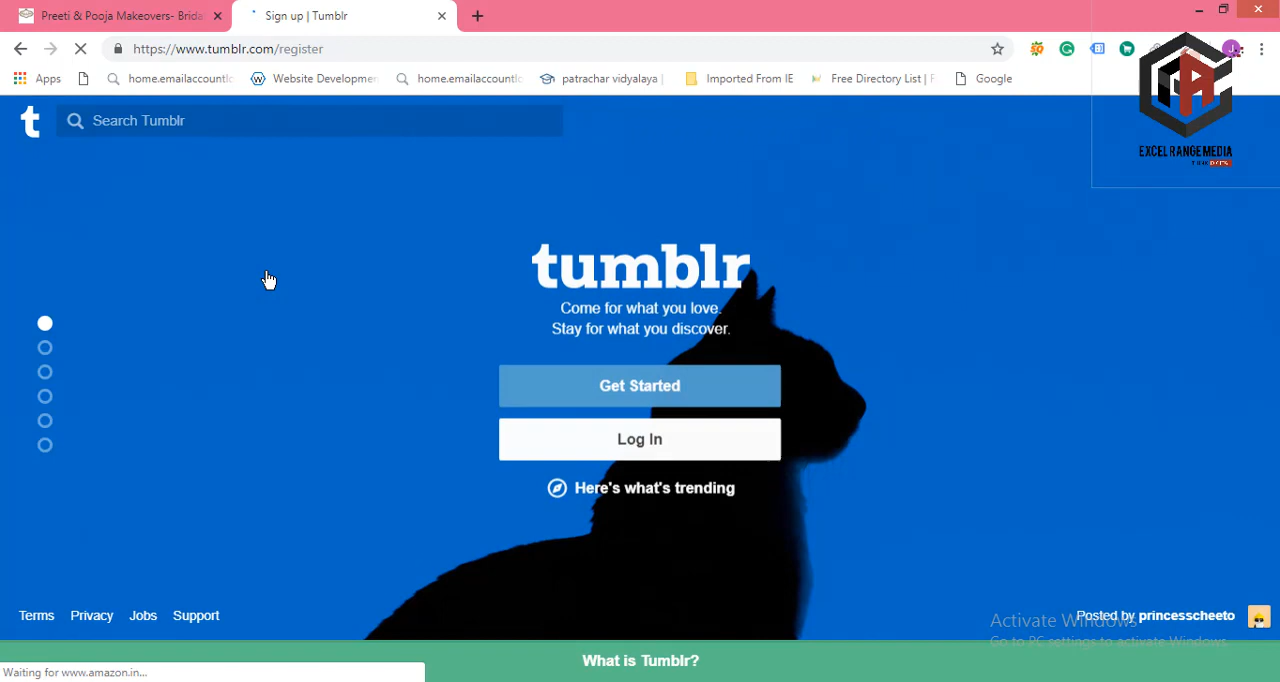 Preeti & Pooja Makeovers- Brida
Sign up | Tumblr
https://www.tumblr.com/register
Apps
home.emailaccountlo
Website Developmen
home.emailaccountlo
patrachar vidyalaya |
Imported From IE
Free Directory List | F
Google
EXCEL RANGE MEDIA
t
Search Tumblr
tumblr
Come for what you love.
Stay for what you discover.
Get Started
Log In
Here's what's trending
Terms
Privacy
Jobs
Support
Posted by princesscheeto
Activate Windows
Go to PC settings to activate Windows.
What is Tumblr?
Waiting for www.amazon.in...